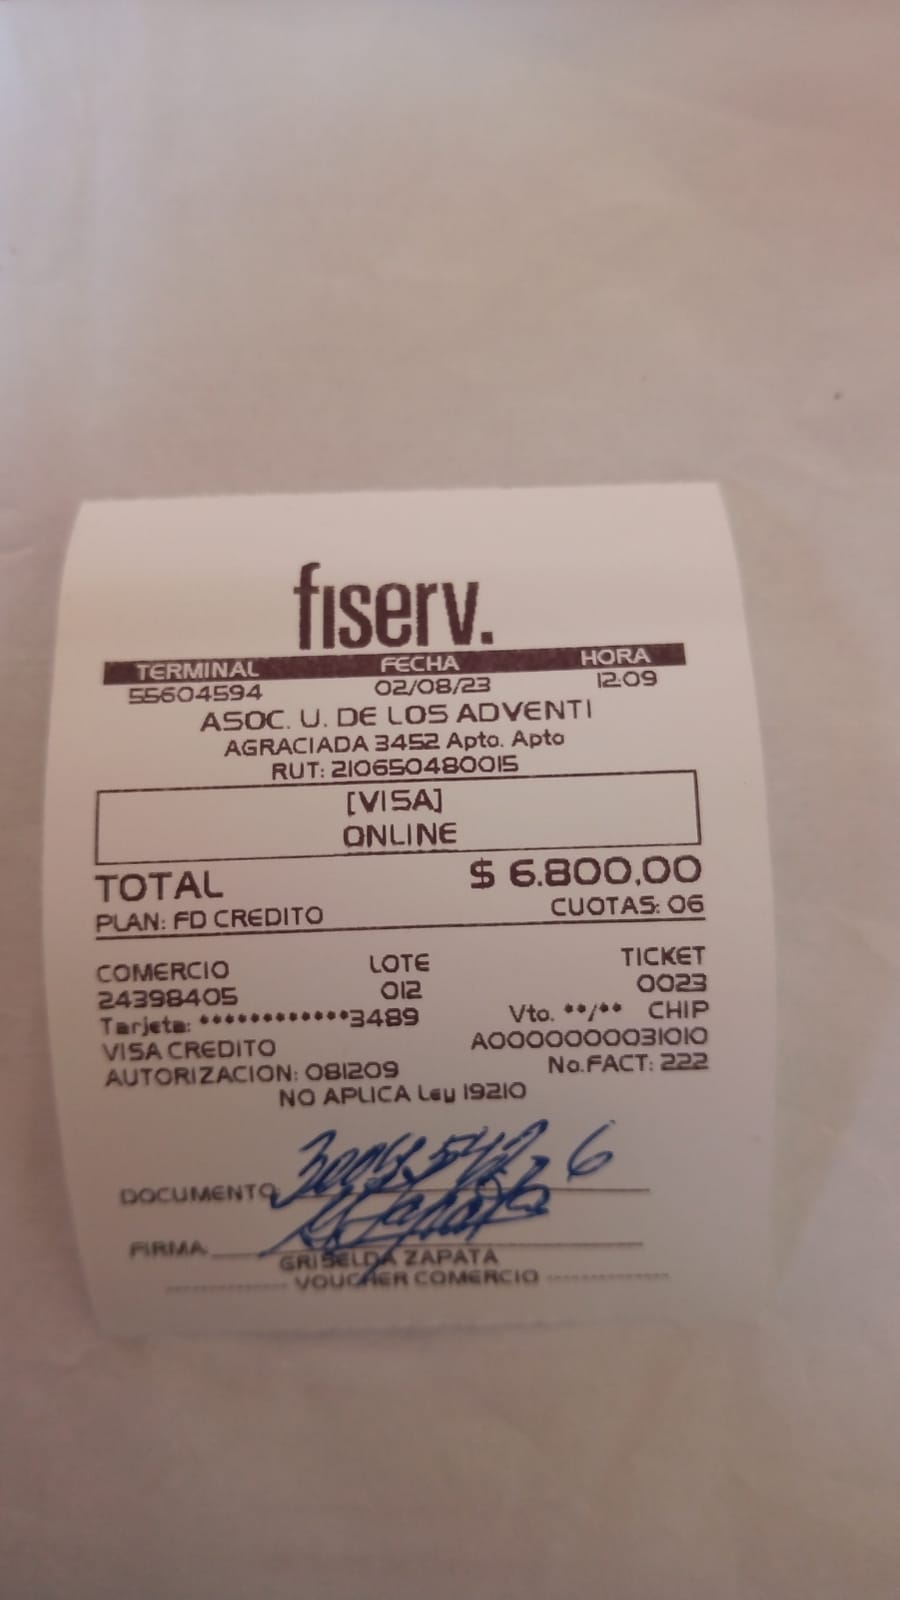 fiserv.
TERMINAL FECHA HORA
55604594 02/08/23 12:09
ASOC. U. DE LOS ADVENTI
AGRACIADA 3452 Apto. Apto
RUT: 210650480015
[VISA]
ONLINE
TOTAL $ 6.800,00
PLAN: FD CREDITO CUOTAS: 06
COMERCIO LOTE TICKET
24398405 012 0023
Tarjeta: ************3489 Vto. **/** CHIP
VISA CREDITO A0000000031010
AUTORIZACION: 081209 No.FACT: 222
NO APLICA Ley 19210
DOCUMENTO
FIRMA
GRISELDA ZAPATA
VOUCHER COMERCIO